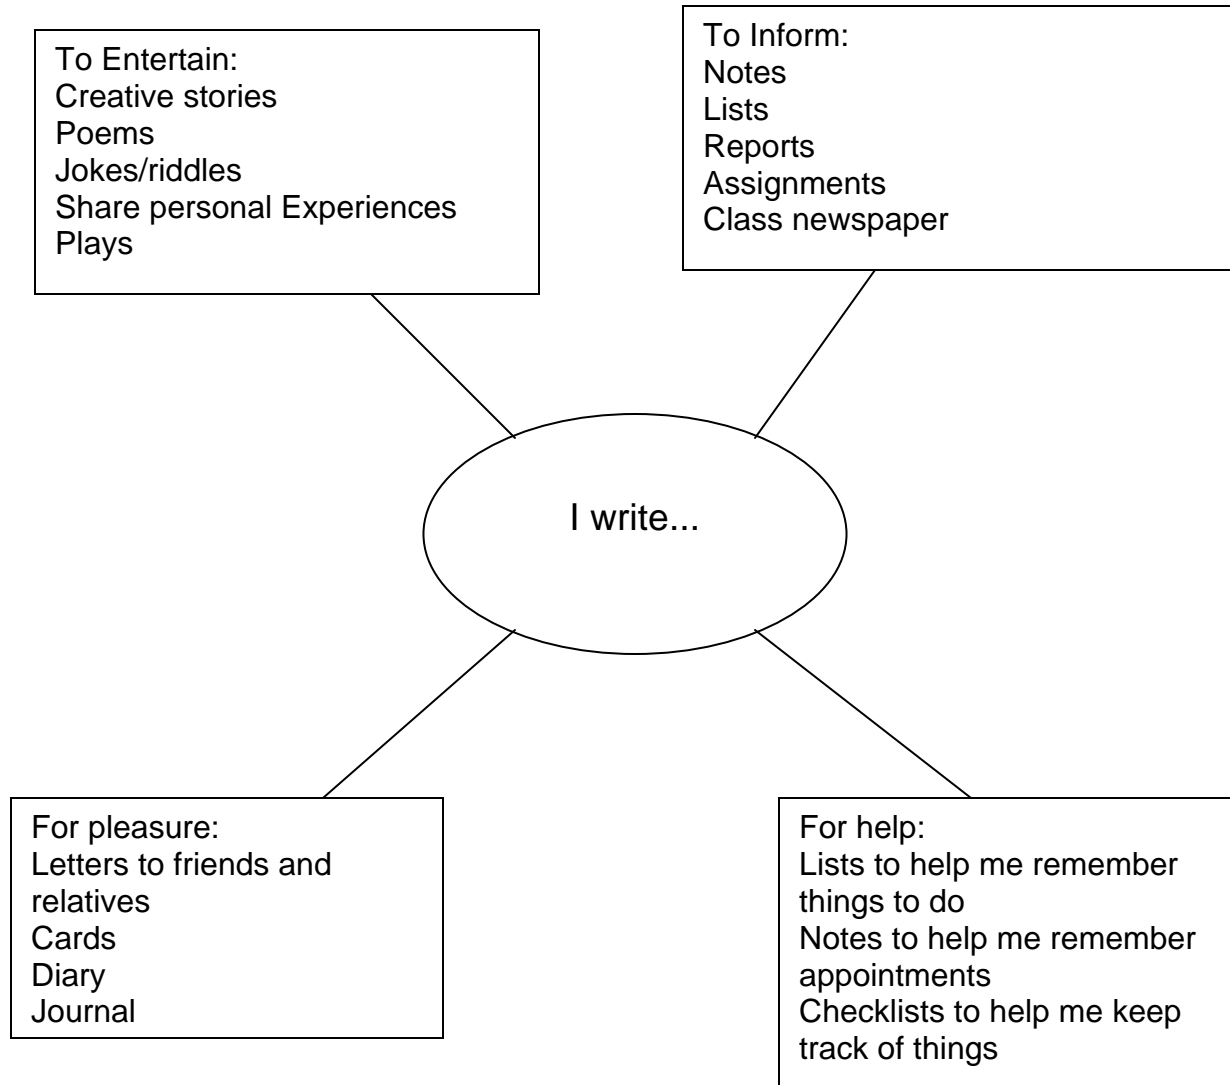 To Entertain:
Creative stories
Poems
Jokes/riddles
Share personal Experiences
Plays
To Inform:
Notes
Lists
Reports
Assignments
Class newspaper
I write...
For pleasure:
Letters to friends and
relatives
Cards
Diary
Journal
For help:
Lists to help me remember
things to do
Notes to help me remember
appointments
Checklists to help me keep
track of things